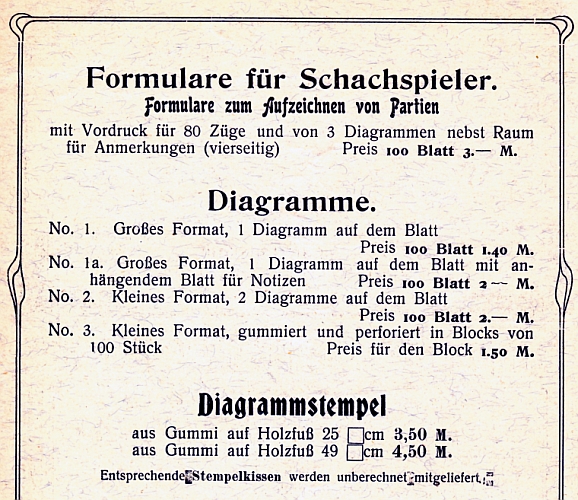 Formulare für Schachspieler.
Formulare zum Aufzeichnen von Partien
mit Vordruck für 80 Züge und von 3 Diagrammen nebst Raum
für Anmerkungen (vierseitig) Preis 100 Blatt 3.— M.
Diagramme.
No. 1. Großes Format, 1 Diagramm auf dem Blatt
Preis 100 Blatt 1.40 M.
No. 1a. Großes Format, 1 Diagramm auf dem Blatt mit an-
hängendem Blatt für Notizen Preis 100 Blatt 2 — M.
No. 2. Kleines Format, 2 Diagramme auf dem Blatt
Preis 100 Blatt 2.— M.
No. 3. Kleines Format, gummiert und perforiert in Blocks von
100 Stück Preis für den Block 1.50 M.
Diagrammstempel
aus Gummi auf Holzfuß 25 □cm 3,50 M.
aus Gummi auf Holzfuß 49 □cm 4,50 M.
Entsprechende Stempelkissen werden unberechnet mitgeliefert.